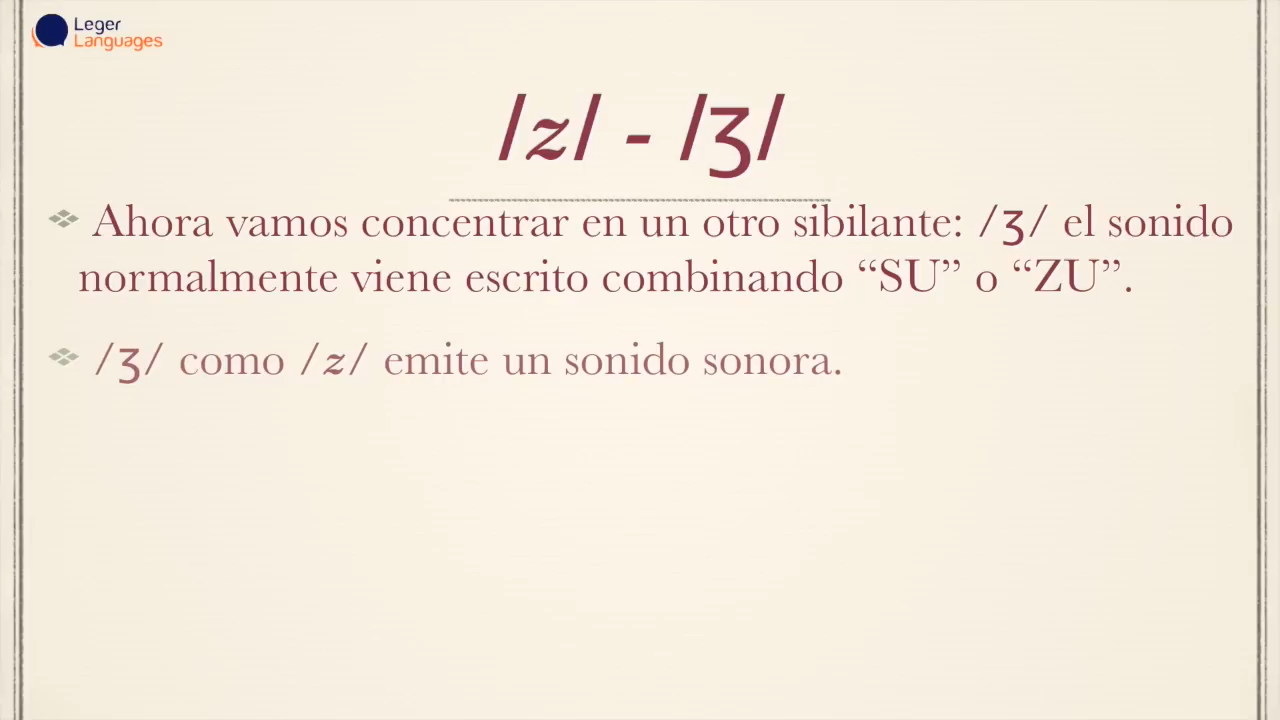 Leger
Languages
/z/ - /ʒ/
Ahora vamos concentrar en un otro sibilante: /ʒ/ el sonido
normalmente viene escrito combinando “SU” o “ZU”.
/ʒ/ como /z/ emite un sonido sonora.